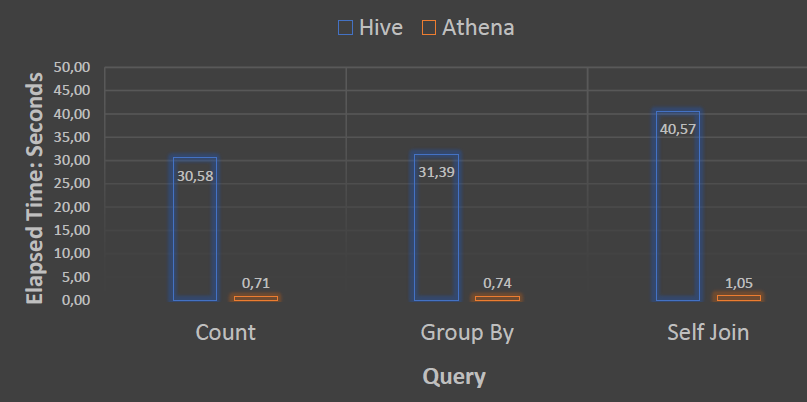 Hive Athena
Elapsed Time: Seconds
50,00
45,00
40,00
35,00
30,00
25,00
20,00
15,00
10,00
5,00
0,00
30,58
0,71
31,39
0,74
40,57
1,05
Count
Group By
Self Join
Query